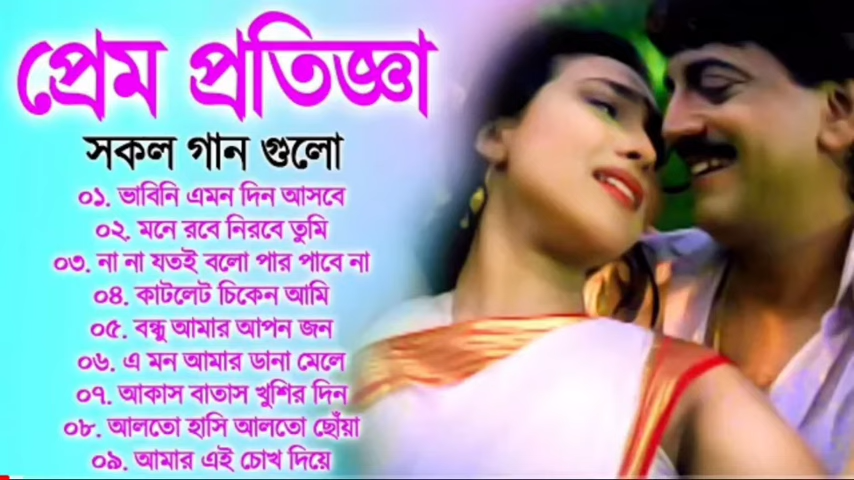 প্রেম প্রতিজ্ঞা
সকল গান গুলো
০১. ভাবিনি এমন দিন আসবে
০২. মনে রবে নিরবে তুমি
০৩. না না যতই বলো পার পাবে না
০৪. কাটলেট চিকেন আমি
০৫. বন্ধু আমার আপন জন
০৬. এ মন আমার ডানা মেলে
০৭. আকাস বাতাস খুশির দিন
০৮. আলতো হাসি আলতো ছোঁয়া
০৯. আমার এই চোখ দিয়ে